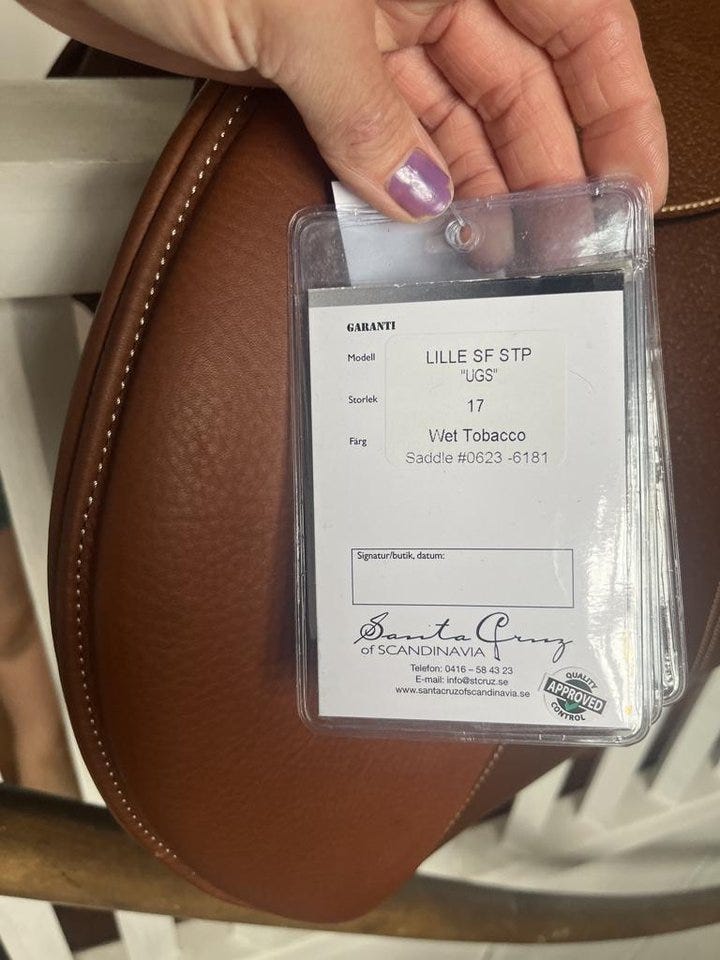 GARANTI
Modell
LILLE SF STP
"UGS"
Storlek
17
Färg
Wet Tobacco
Saddle #0623 -6181
Signatur/butik, datum:
Santa Cruz
of SCANDINAVIA
Telefon: 0416 – 58 43 23
E-mail: info@stcruz.se
www.santacruzofscandinavia.se
QUALITY
APPROVED
CONTROL